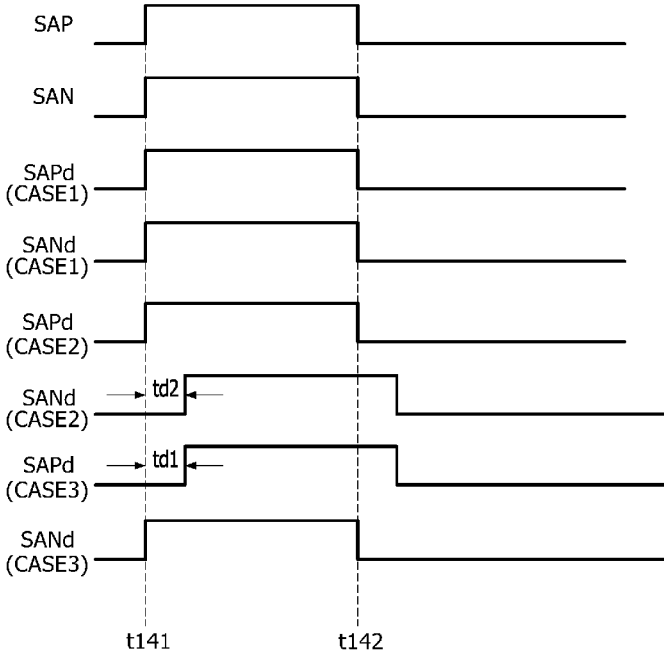 SAP
SAN
SAPd
(CASE1)
SANd
(CASE1)
SAPd
(CASE2)
SANd
(CASE2)
td2
SAPd
(CASE3)
td1
SANd
(CASE3)
t141
t142